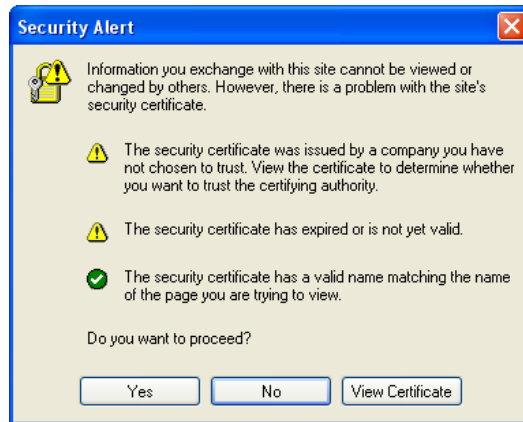 Security Alert
Information you exchange with this site cannot be viewed or
changed by others. However, there is a problem with the site's
security certificate.
The security certificate was issued by a company you have
not chosen to trust. View the certificate to determine whether
you want to trust the certifying authority.
The security certificate has expired or is not yet valid.
The security certificate has a valid name matching the name
of the page you are trying to view.
Do you want to proceed?
Yes
No
View Certificate